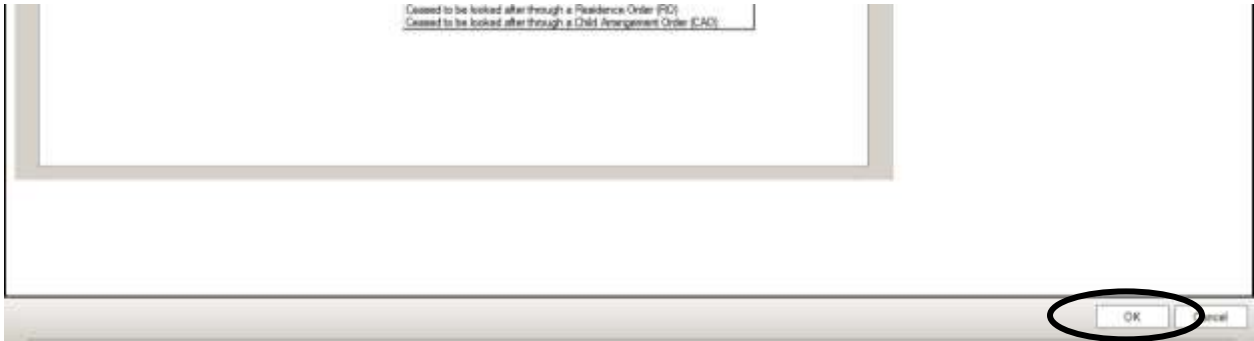 Ceased to be looked after through a Residence Order (RO)
Ceased to be looked after through a Child Arrangement Order (CAO)
OK Cancel